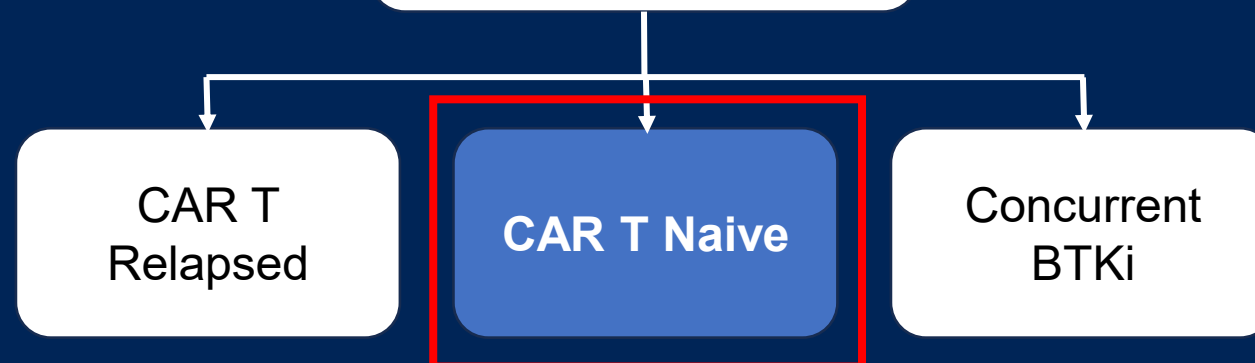 CAR T
Relapsed
CAR T Naive
Concurrent
BTKi